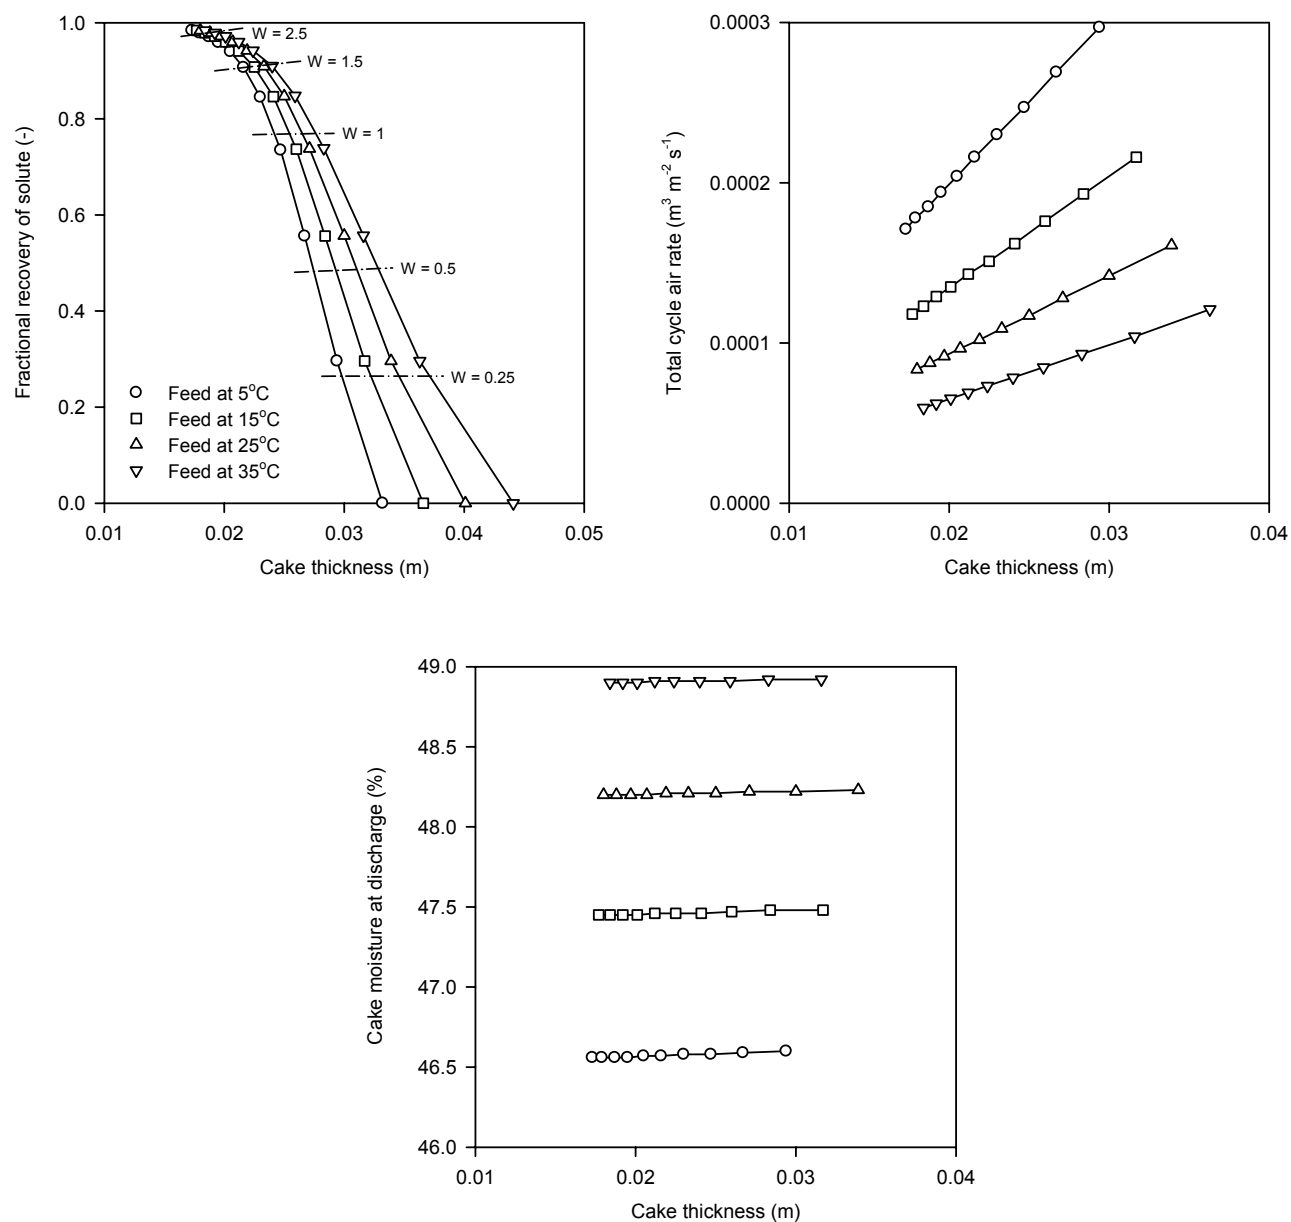 Fractional recovery of solute (-)
1.0
0.8
0.6
0.4
0.2
0.0
W = 2.5
W = 1.5
W = 1
W = 0.5
W = 0.25
Feed at 5°C
Feed at 15°C
Feed at 25°C
Feed at 35°C
0.01 0.02 0.03 0.04 0.05
Cake thickness (m)
Total cycle air rate (m³ m⁻² s⁻¹)
0.0003
0.0002
0.0001
0.0000
0.01 0.02 0.03 0.04
Cake thickness (m)
Cake moisture at discharge (%)
49.0
48.5
48.0
47.5
47.0
46.5
46.0
0.01 0.02 0.03 0.04
Cake thickness (m)